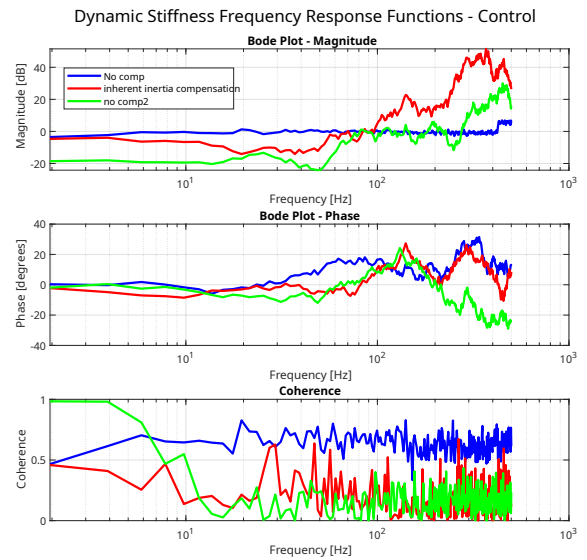 Dynamic Stiffness Frequency Response Functions - Control
Bode Plot - Magnitude
Magnitude [dB]
40
20
0
-20
No comp
inherent inertia compensation
no comp2
10¹
10²
10³
Frequency [Hz]
Bode Plot - Phase
Phase [degrees]
40
20
0
-20
-40
10¹
10²
10³
Frequency [Hz]
Coherence
Coherence
1
0.5
0
10¹
10²
10³
Frequency [Hz]